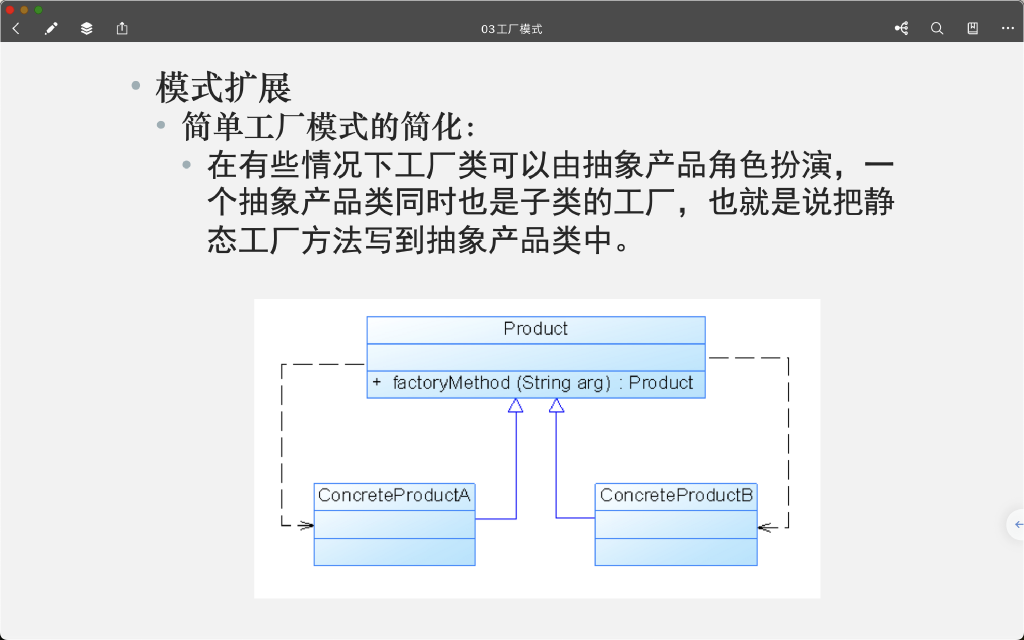 03工厂模式
模式扩展
简单工厂模式的简化：
在有些情况下工厂类可以由抽象产品角色扮演，一
个抽象产品类同时也是子类的工厂，也就是说把静
态工厂方法写到抽象产品类中。
Product
+ factoryMethod (String arg) : Product
ConcreteProductA
ConcreteProductB